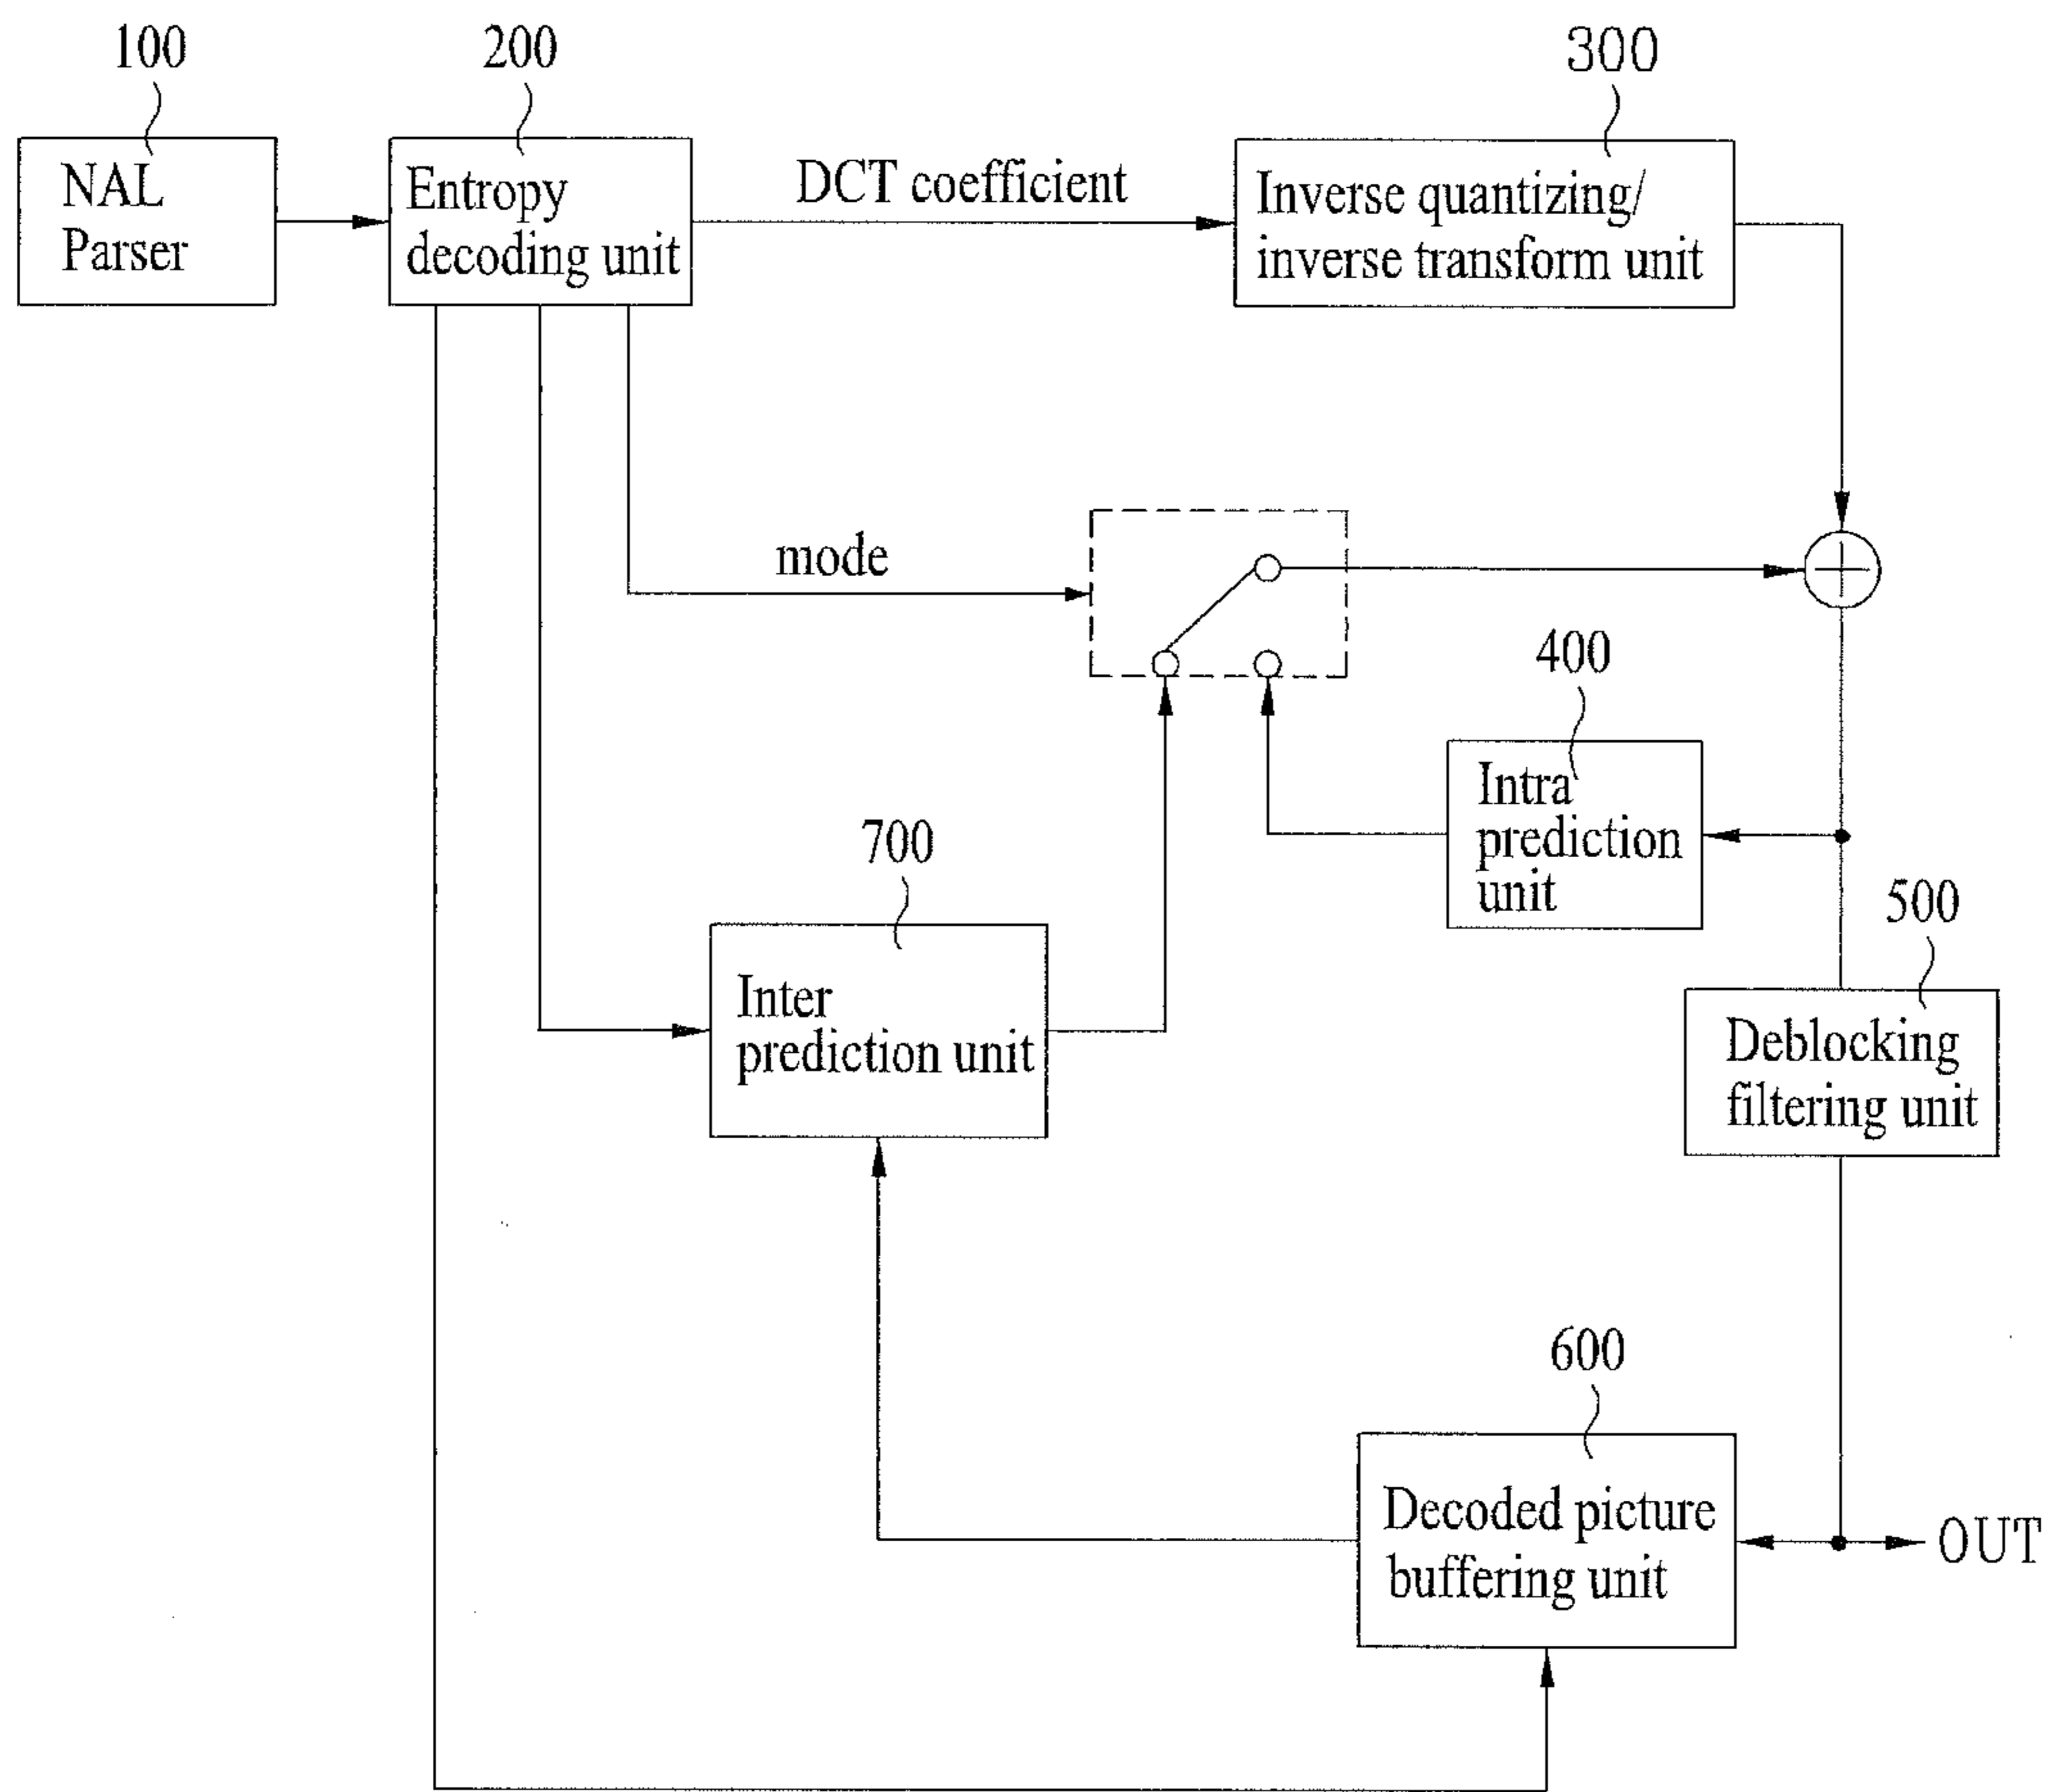 100
200
300
NAL
Parser
Entropy
decoding unit
DCT coefficient
Inverse quantizing/
inverse transform unit
mode
400
Intra
prediction
unit
700
Inter
prediction unit
500
Deblocking
filtering unit
600
Decoded picture
buffering unit
OUT